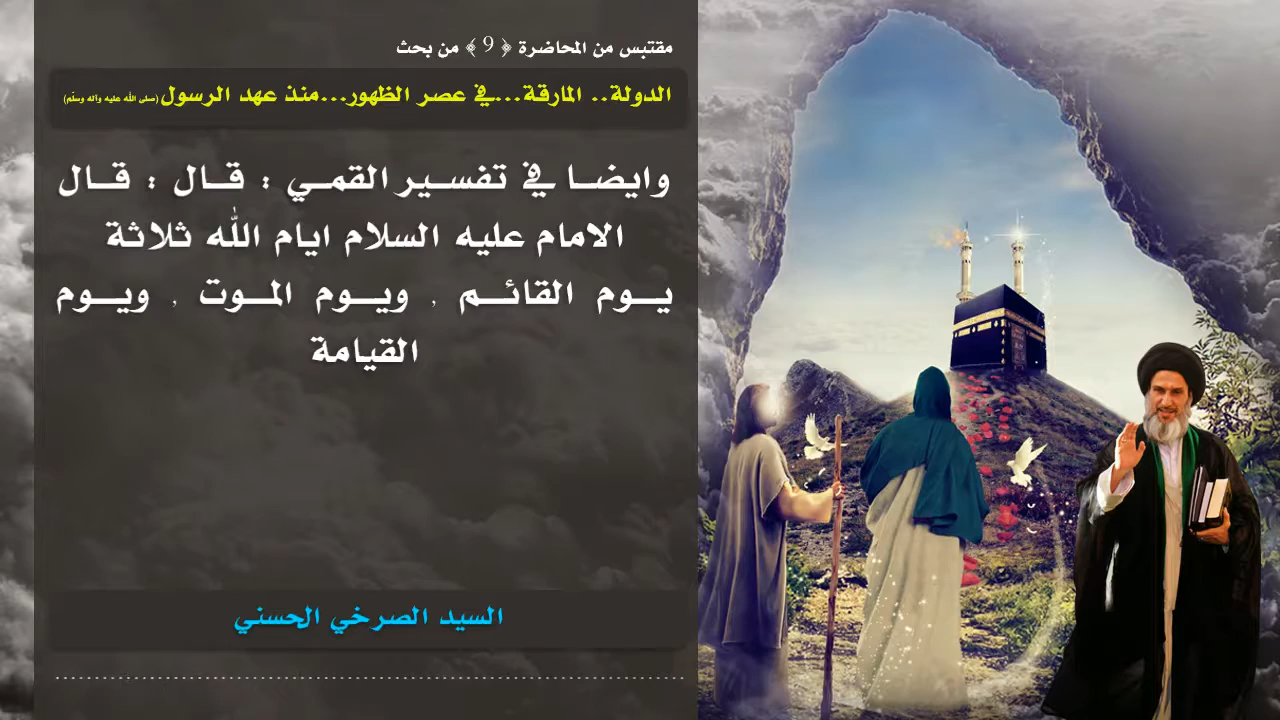 مقتبس من المحاضرة ﴿ 9 ﴾ من بحث
الدولة.. المارقة...في عصر الظهور...منذ عهد الرسول (صلى الله عليه وآله وسلّم)
وايضا في تفسير القمي : قال : قال
الامام عليه السلام ايام الله ثلاثة
يوم القائم , ويوم الموت , ويوم
القيامة
السيد الصرخي الحسني